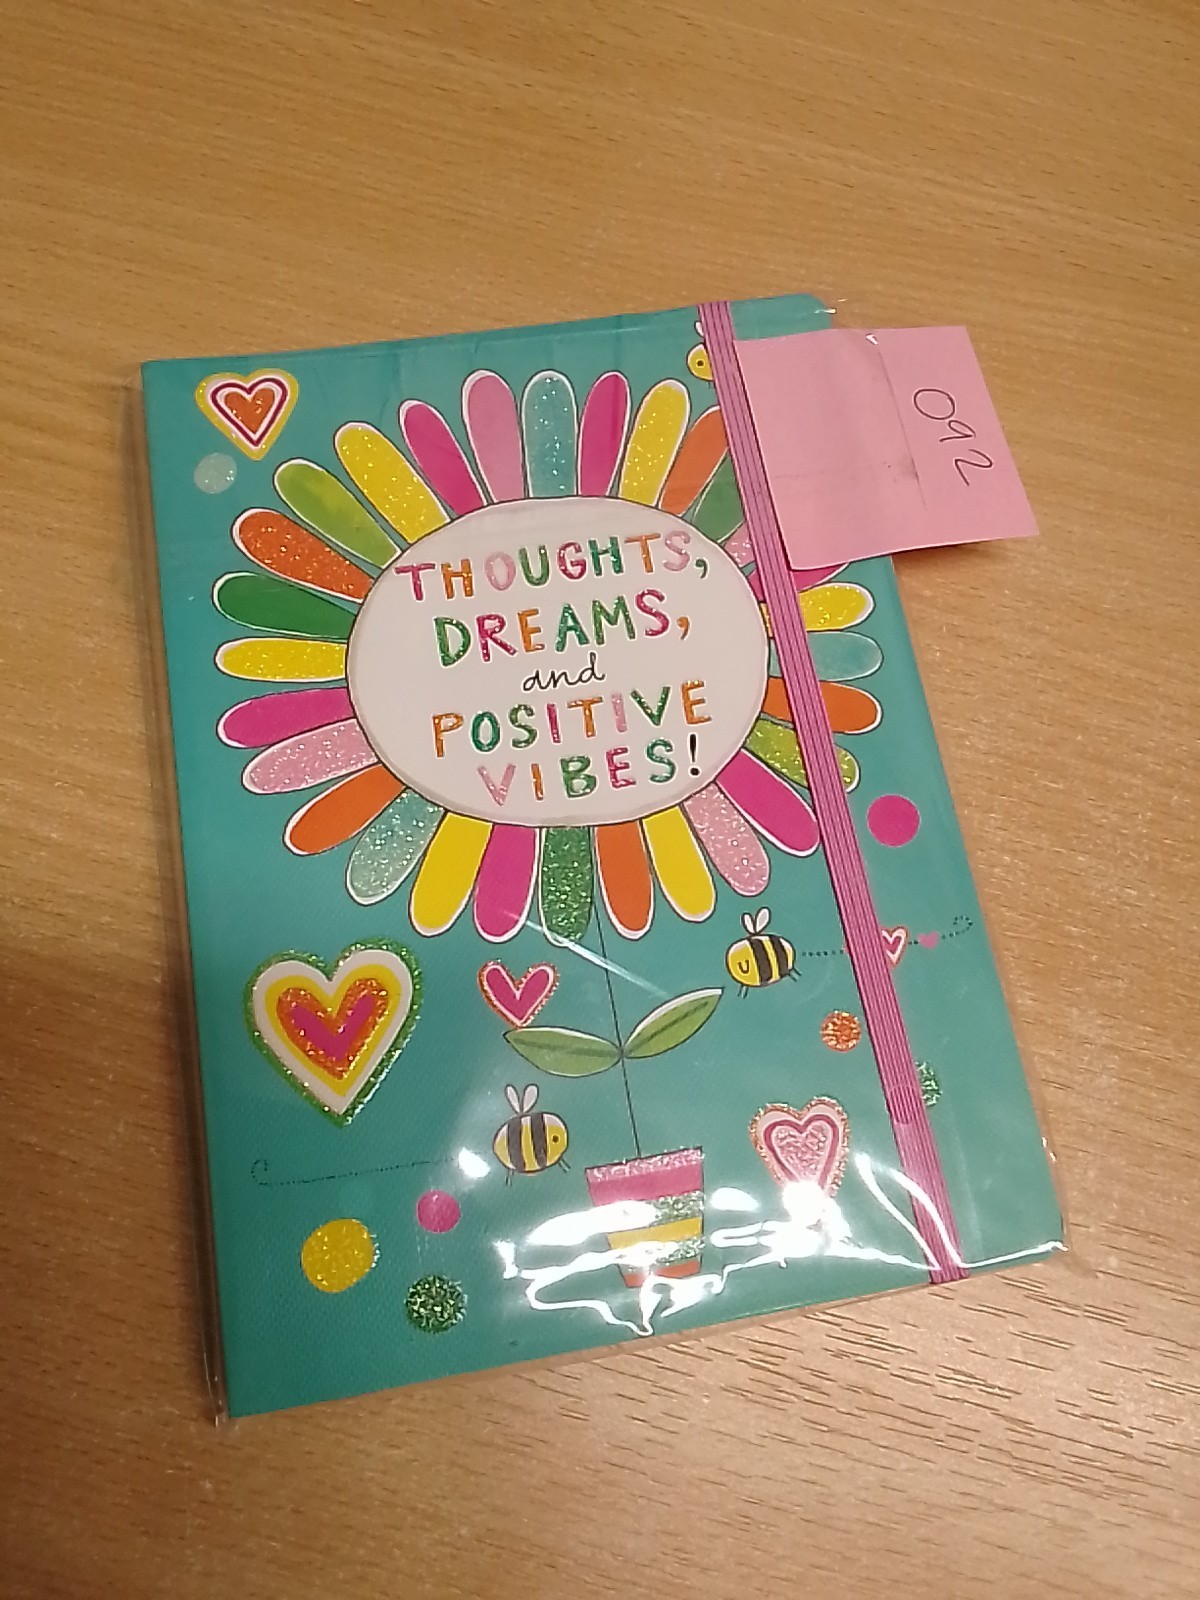 THOUGHTS,
DREAMS,
and
POSITIVE
VIBES!
092